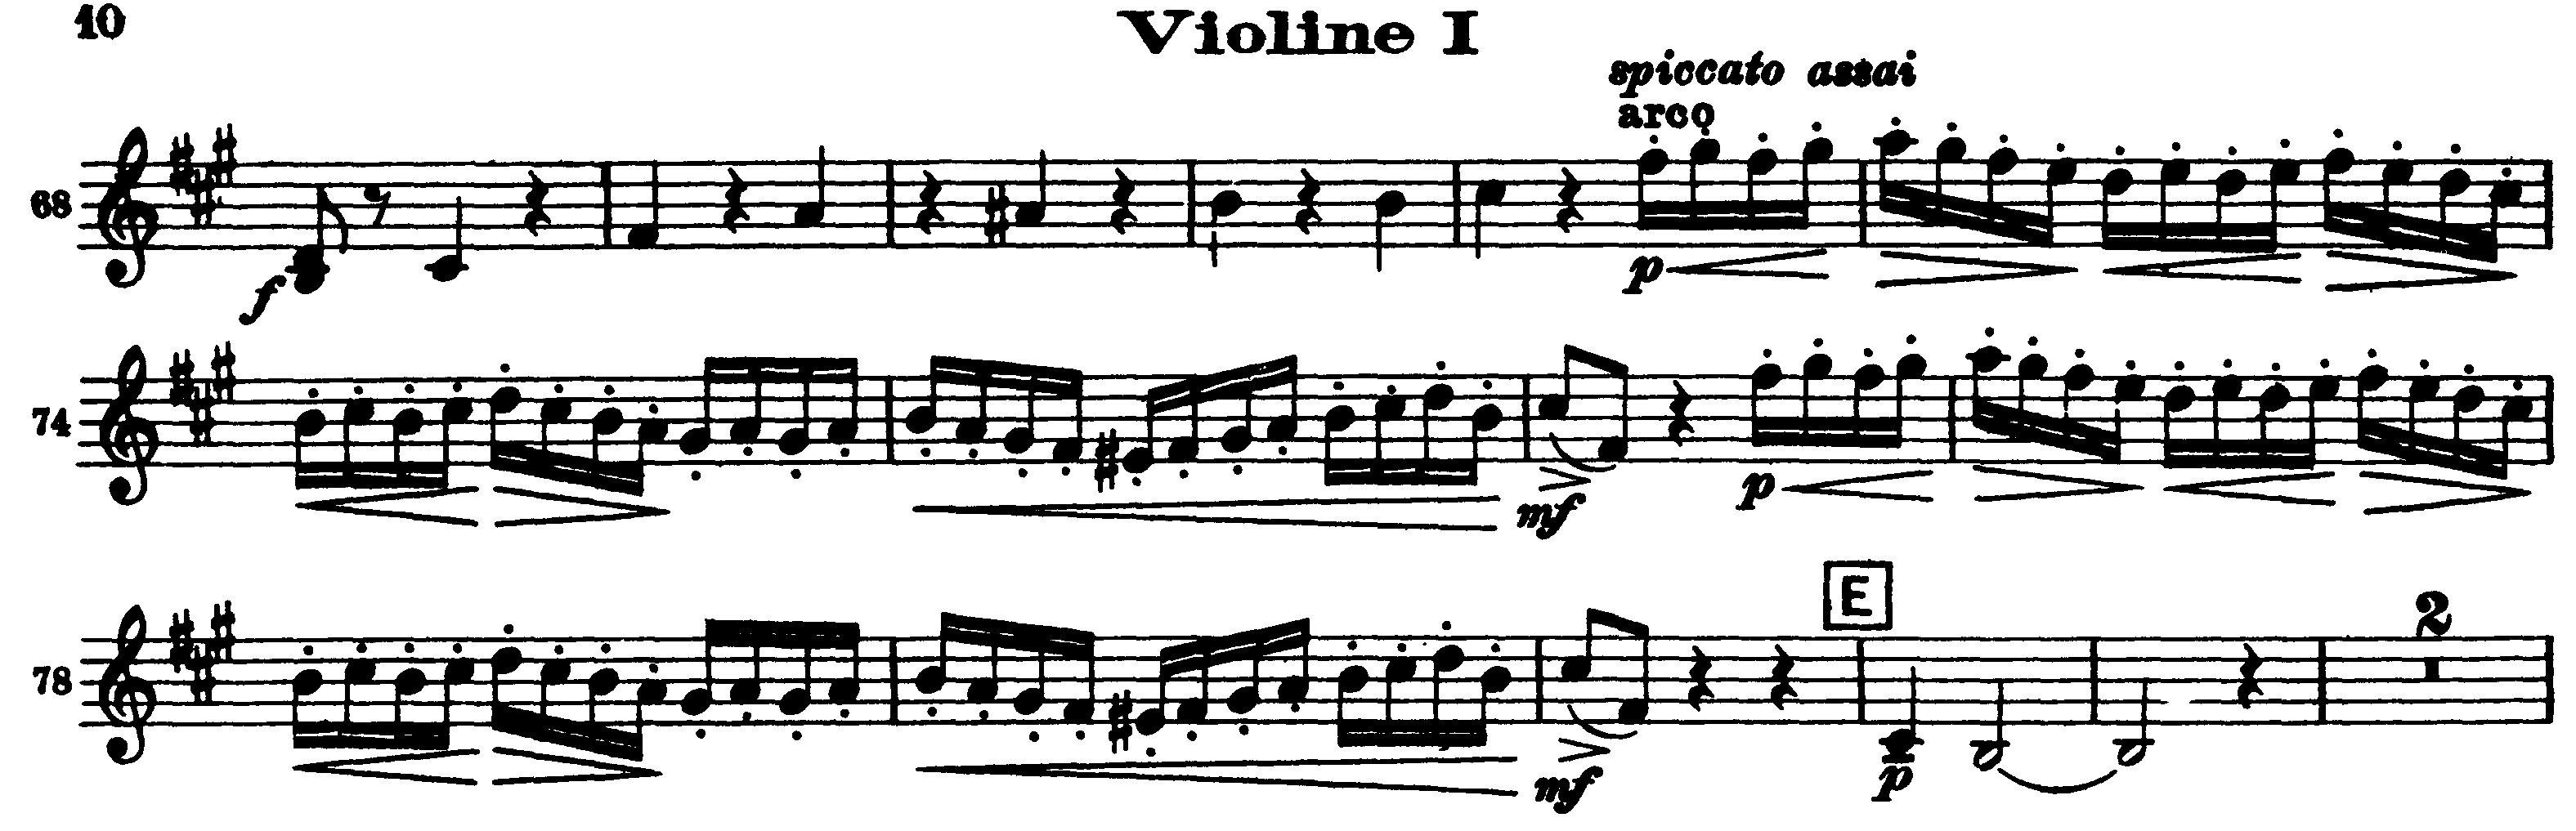 10
Violine I
spiccato assai
arco
68
f
p
74
mf
p
E
2
78
mf
p